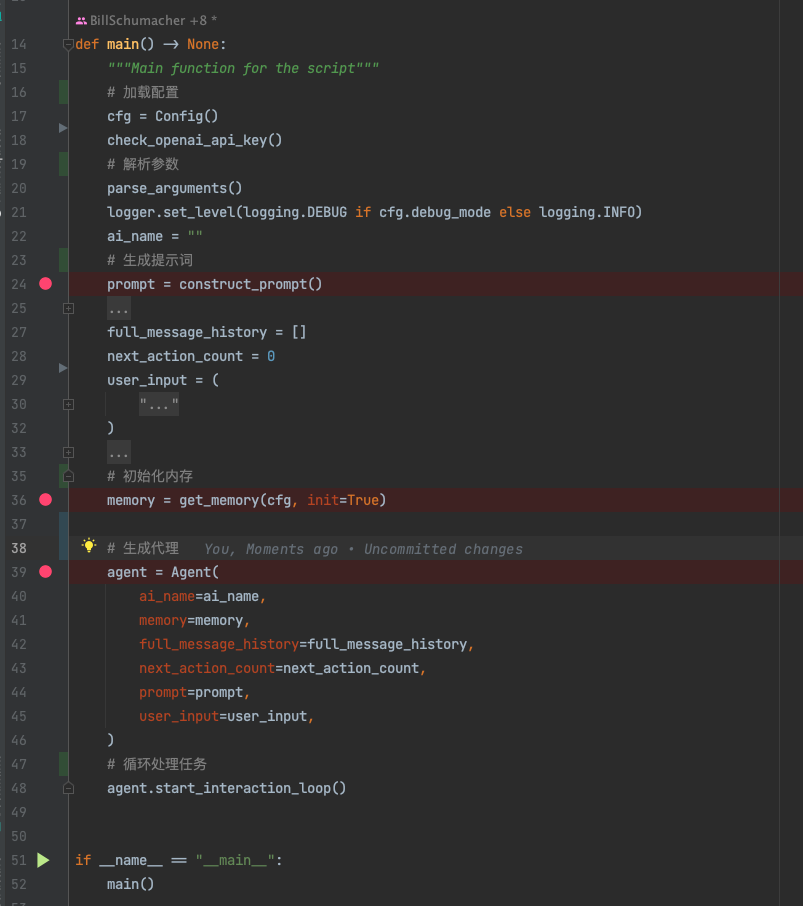 BillSchumacher +8 *
14 def main() -> None:
15 """Main function for the script"""
16 # 加载配置
17 cfg = Config()
18 check_openai_api_key()
19 # 解析参数
20 parse_arguments()
21 logger.set_level(logging.DEBUG if cfg.debug_mode else logging.INFO)
22 ai_name = ""
23 # 生成提示词
24 prompt = construct_prompt()
25 ...
27 full_message_history = []
28 next_action_count = 0
29 user_input = (
30 "..."
32 )
33 ...
35 # 初始化内存
36 memory = get_memory(cfg, init=True)
37
38 # 生成代理 You, Moments ago • Uncommitted changes
39 agent = Agent(
40 ai_name=ai_name,
41 memory=memory,
42 full_message_history=full_message_history,
43 next_action_count=next_action_count,
44 prompt=prompt,
45 user_input=user_input,
46 )
47 # 循环处理任务
48 agent.start_interaction_loop()
49
50
51 if __name__ == "__main__":
52 main()